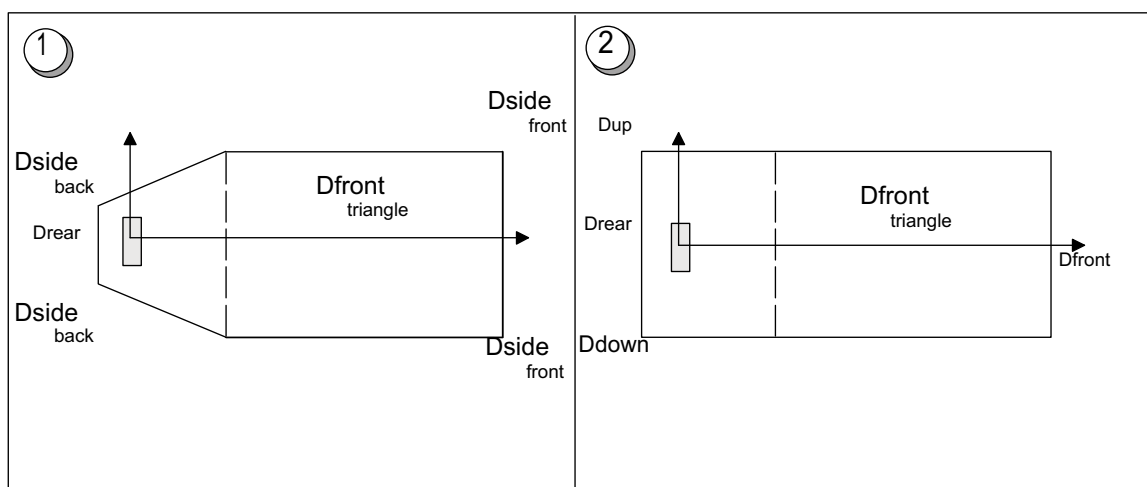 1
Dside
front
Dside
back
Dfront
triangle
Drear
Dside
back
Dside
front
2
Dup
Dfront
triangle
Drear
Dfront
Ddown